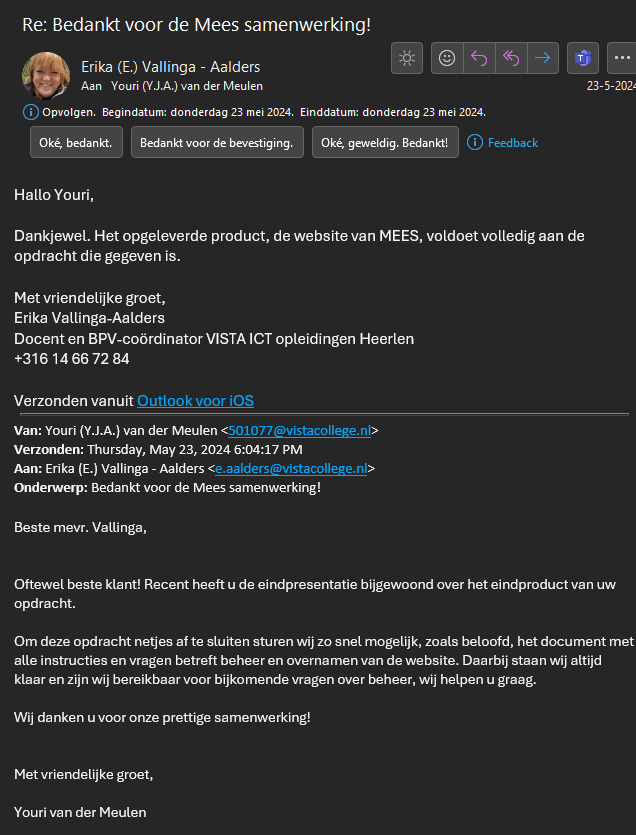 Re: Bedankt voor de Mees samenwerking!
Erika (E.) Vallinga - Aalders
Aan Youri (Y.J.A.) van der Meulen
23-5-2024
Opvolgen. Begindatum: donderdag 23 mei 2024. Einddatum: donderdag 23 mei 2024.
Oké, bedankt. Bedankt voor de bevestiging. Oké, geweldig. Bedankt! Feedback
Hallo Youri,
Dankjewel. Het opgeleverde product, de website van MEES, voldoet volledig aan de
opdracht die gegeven is.
Met vriendelijke groet,
Erika Vallinga-Aalders
Docent en BPV-coördinator VISTA ICT opleidingen Heerlen
+316 14 66 72 84
Verzonden vanuit Outlook voor iOS
Van: Youri (Y.J.A.) van der Meulen <501077@vistacollege.nl>
Verzonden: Thursday, May 23, 2024 6:04:17 PM
Aan: Erika (E.) Vallinga - Aalders <e.aalders@vistacollege.nl>
Onderwerp: Bedankt voor de Mees samenwerking!
Beste mevr. Vallinga,
Oftewel beste klant! Recent heeft u de eindpresentatie bijgewoond over het eindproduct van uw
opdracht.
Om deze opdracht netjes af te sluiten sturen wij zo snel mogelijk, zoals beloofd, het document met
alle instructies en vragen betreft beheer en overnamen van de website. Daarbij staan wij altijd
klaar en zijn wij bereikbaar voor bijkomende vragen over beheer, wij helpen u graag.
Wij danken u voor onze prettige samenwerking!
Met vriendelijke groet,
Youri van der Meulen